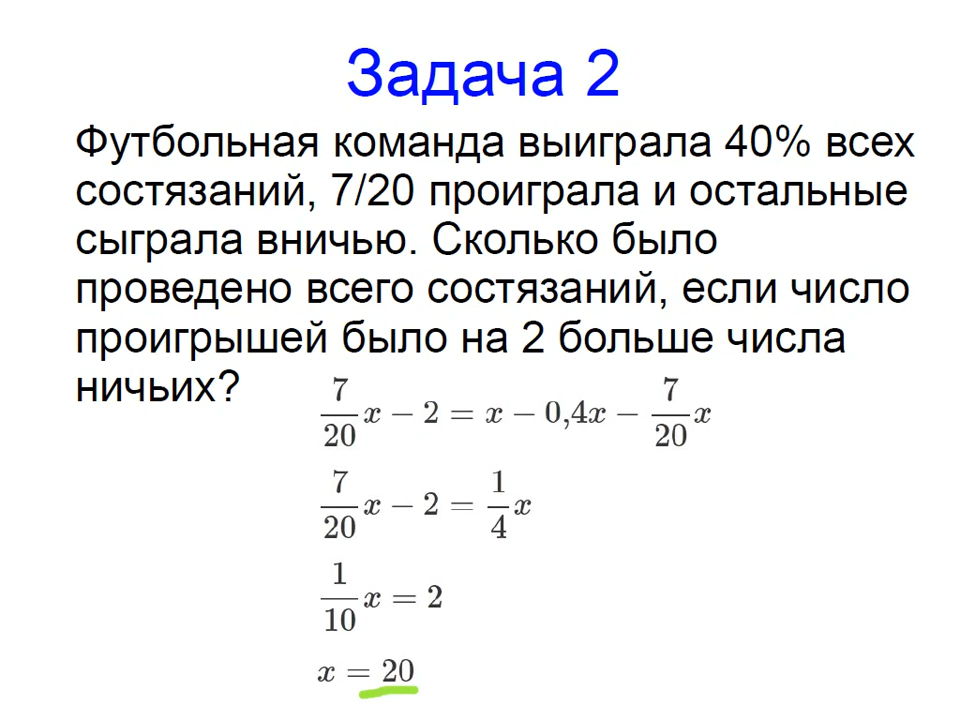 Задача 2
Футбольная команда выиграла 40% всех
состязаний, 7/20 проиграла и остальные
сыграла вничью. Сколько было
проведено всего состязаний, если число
проигрышей было на 2 больше числа
ничьих?
7/20 x − 2 = x − 0,4x − 7/20 x
7/20 x − 2 = 1/4 x
1/10 x = 2
x = 20